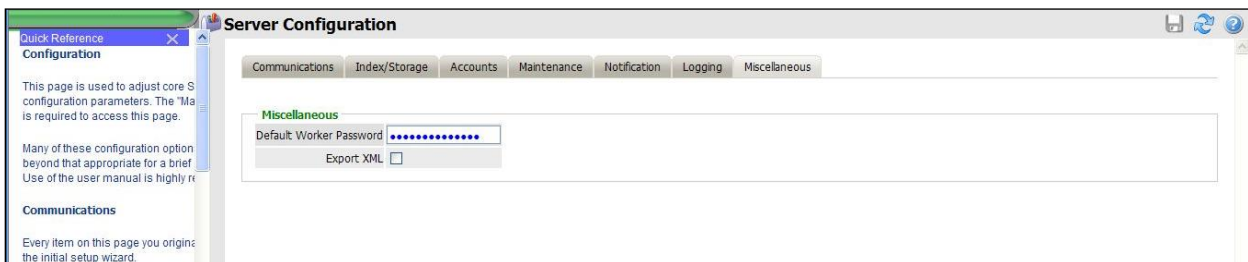 Quick Reference
Configuration
This page is used to adjust core S
configuration parameters. The "Ma
is required to access this page.
Many of these configuration option
beyond that appropriate for a brief
Use of the user manual is highly re
Communications
Every item on this page you origina
the initial setup wizard.
Server Configuration
Communications Index/Storage Accounts Maintenance Notification Logging Miscellaneous
Miscellaneous
Default Worker Password ••••••••••••••
Export XML